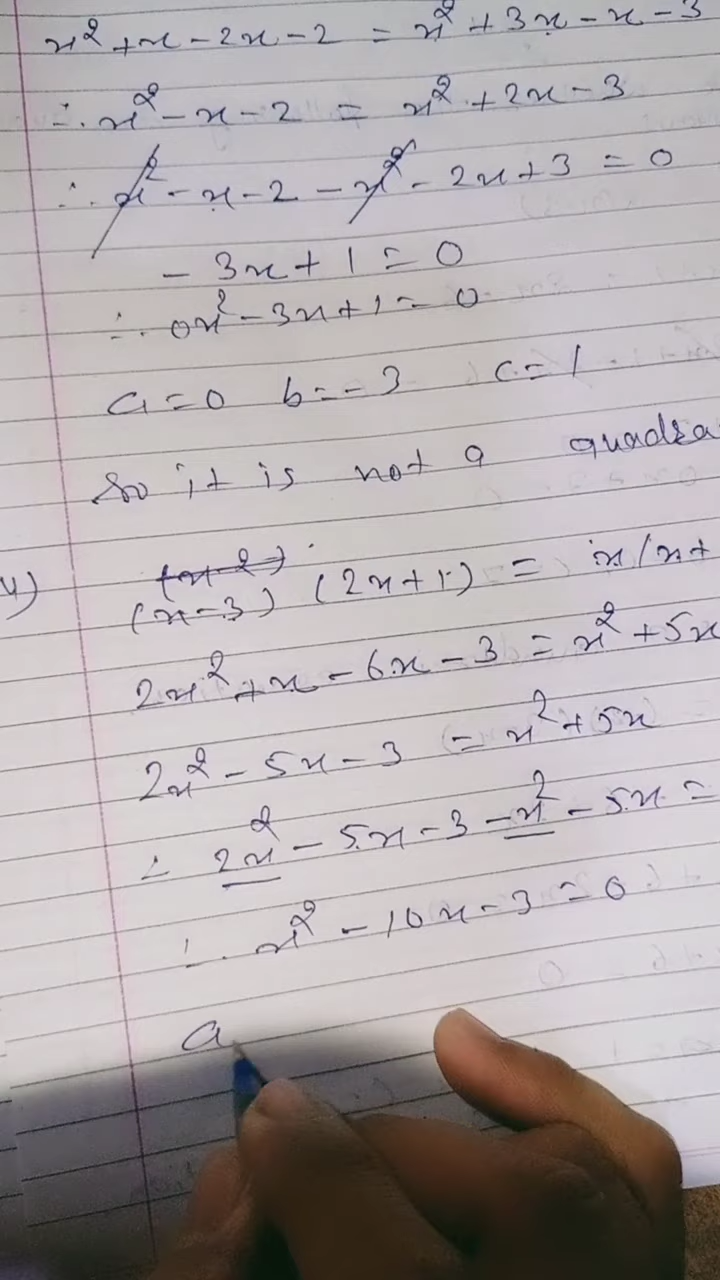 x² + x - 2x - 2 = x² + 3x - x - 3
∴ x² - x - 2 = x² + 2x - 3
∴ x² - x - 2 - x² - 2x + 3 = 0
- 3x + 1 = 0
∴ 0x² - 3x + 1 = 0
a = 0 b = - 3 c = 1
So it is not a quadra
4) (x - 2)
(x - 3) (2x + 1) = x (x +
2x² + x - 6x - 3 = x² + 5x
2x² - 5x - 3 = x² + 5x
∴ 2x² - 5x - 3 - x² - 5x =
∴ x² - 10x - 3 = 0
a